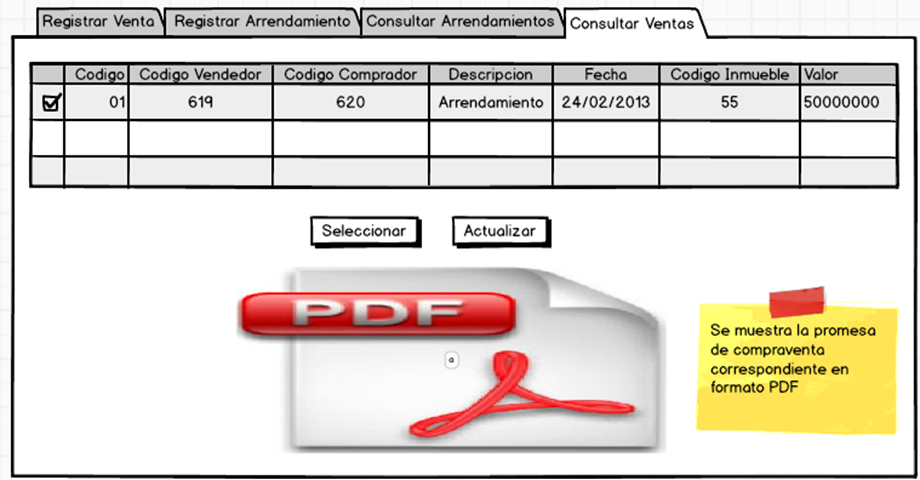 Registrar Venta Registrar Arrendamiento Consultar Arrendamientos Consultar Ventas
Codigo Codigo Vendedor Codigo Comprador Descripcion Fecha Codigo Inmueble Valor
01 619 620 Arrendamiento 24/02/2013 55 50000000
Seleccionar Actualizar
PDF
a
Se muestra la promesa
de compraventa
correspondiente en
formato PDF